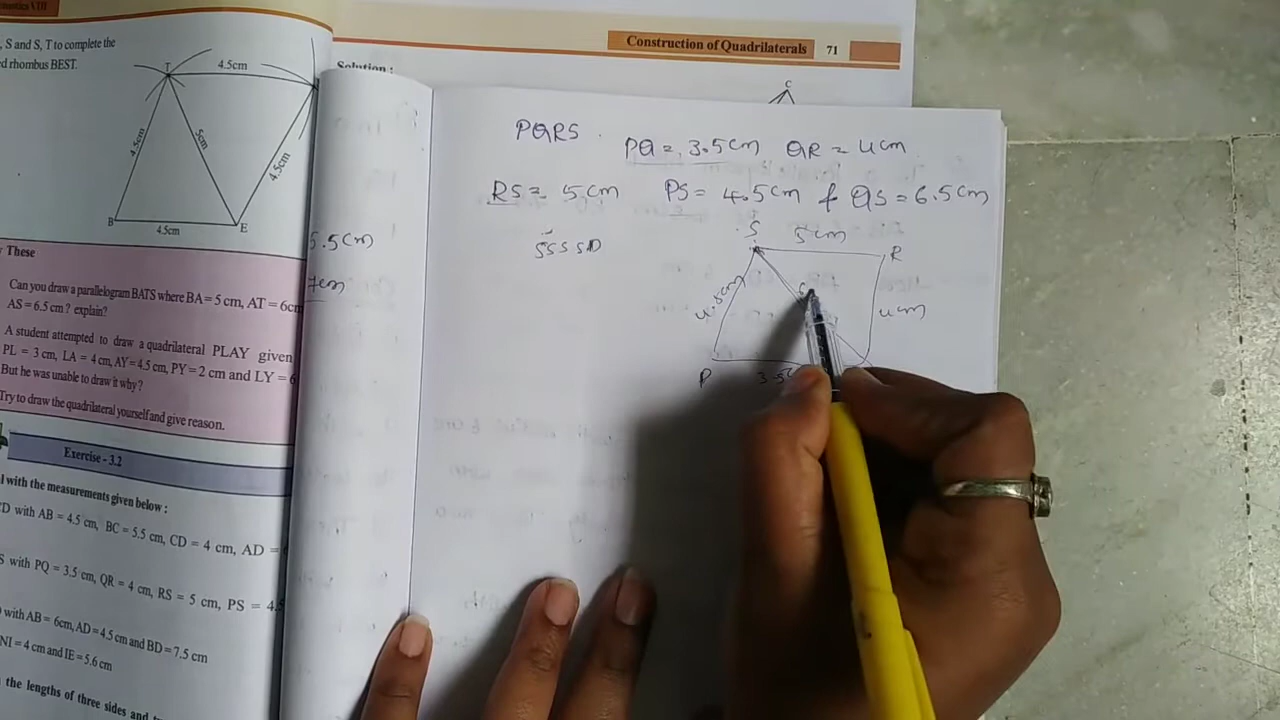 ematics VIII
, S and S, T to complete the
ed rhombus BEST.
T
4.5cm
4.5cm
5cm
4.5cm
B
4.5cm
E
These
Can you draw a parallelogram BATS where BA = 5 cm, AT = 6cm
AS = 6.5 cm ? explain?
A student attempted to draw a quadrilateral PLAY given
PL = 3 cm, LA = 4 cm, AY = 4.5 cm, PY = 2 cm and LY = 6
But he was unable to draw it why ?
Try to draw the quadrilateral yourself and give reason.
Exercise - 3.2
l with the measurements given below :
CD with AB = 4.5 cm, BC = 5.5 cm, CD = 4 cm, AD =
S with PQ = 3.5 cm, QR = 4 cm, RS = 5 cm, PS = 4.5
with AB = 6cm, AD = 4.5 cm and BD = 7.5 cm
NI = 4 cm and IE = 5.6 cm
the lengths of three sides and
Construction of Quadrilaterals 71
Solution :
C
5.5cm
7cm
PQRS
PQ = 3.5cm QR = 4cm
RS = 5cm PS = 4.5cm & QS = 6.5cm
SSSSD
S
5cm
R
4.5cm
4cm
P
3.5c